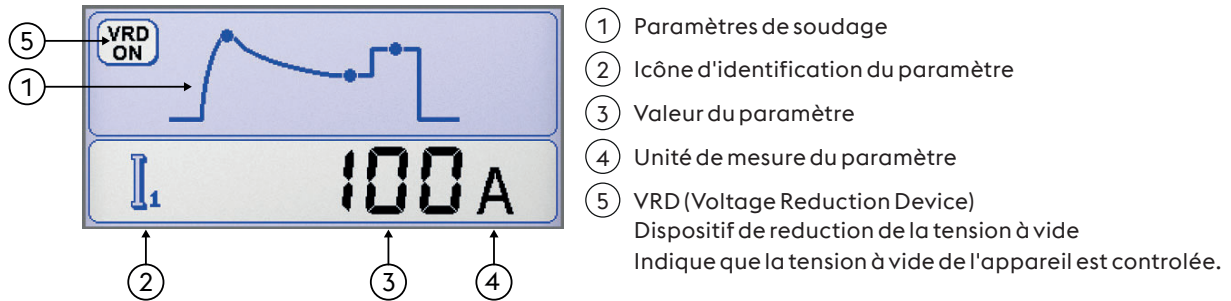 VRD
ON
I1
100 A
5
1
2
3
4
1 Paramètres de soudage
2 Icône d'identification du paramètre
3 Valeur du paramètre
4 Unité de mesure du paramètre
5 VRD (Voltage Reduction Device)
Dispositif de reduction de la tension à vide
Indique que la tension à vide de l'appareil est controlée.